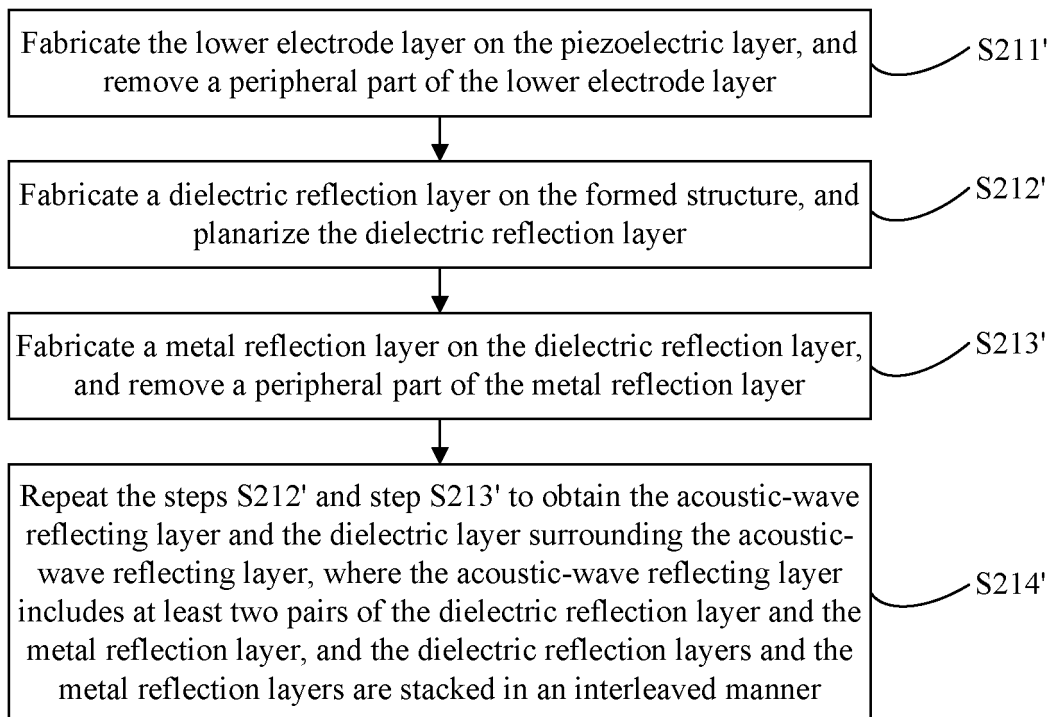 Fabricate the lower electrode layer on the piezoelectric layer, and
remove a peripheral part of the lower electrode layer
S211'
Fabricate a dielectric reflection layer on the formed structure, and
planarize the dielectric reflection layer
S212'
Fabricate a metal reflection layer on the dielectric reflection layer,
and remove a peripheral part of the metal reflection layer
S213'
Repeat the steps S212' and step S213' to obtain the acoustic-wave
reflecting layer and the dielectric layer surrounding the acoustic-
wave reflecting layer, where the acoustic-wave reflecting layer
includes at least two pairs of the dielectric reflection layer and the
metal reflection layer, and the dielectric reflection layers and the
metal reflection layers are stacked in an interleaved manner
S214'